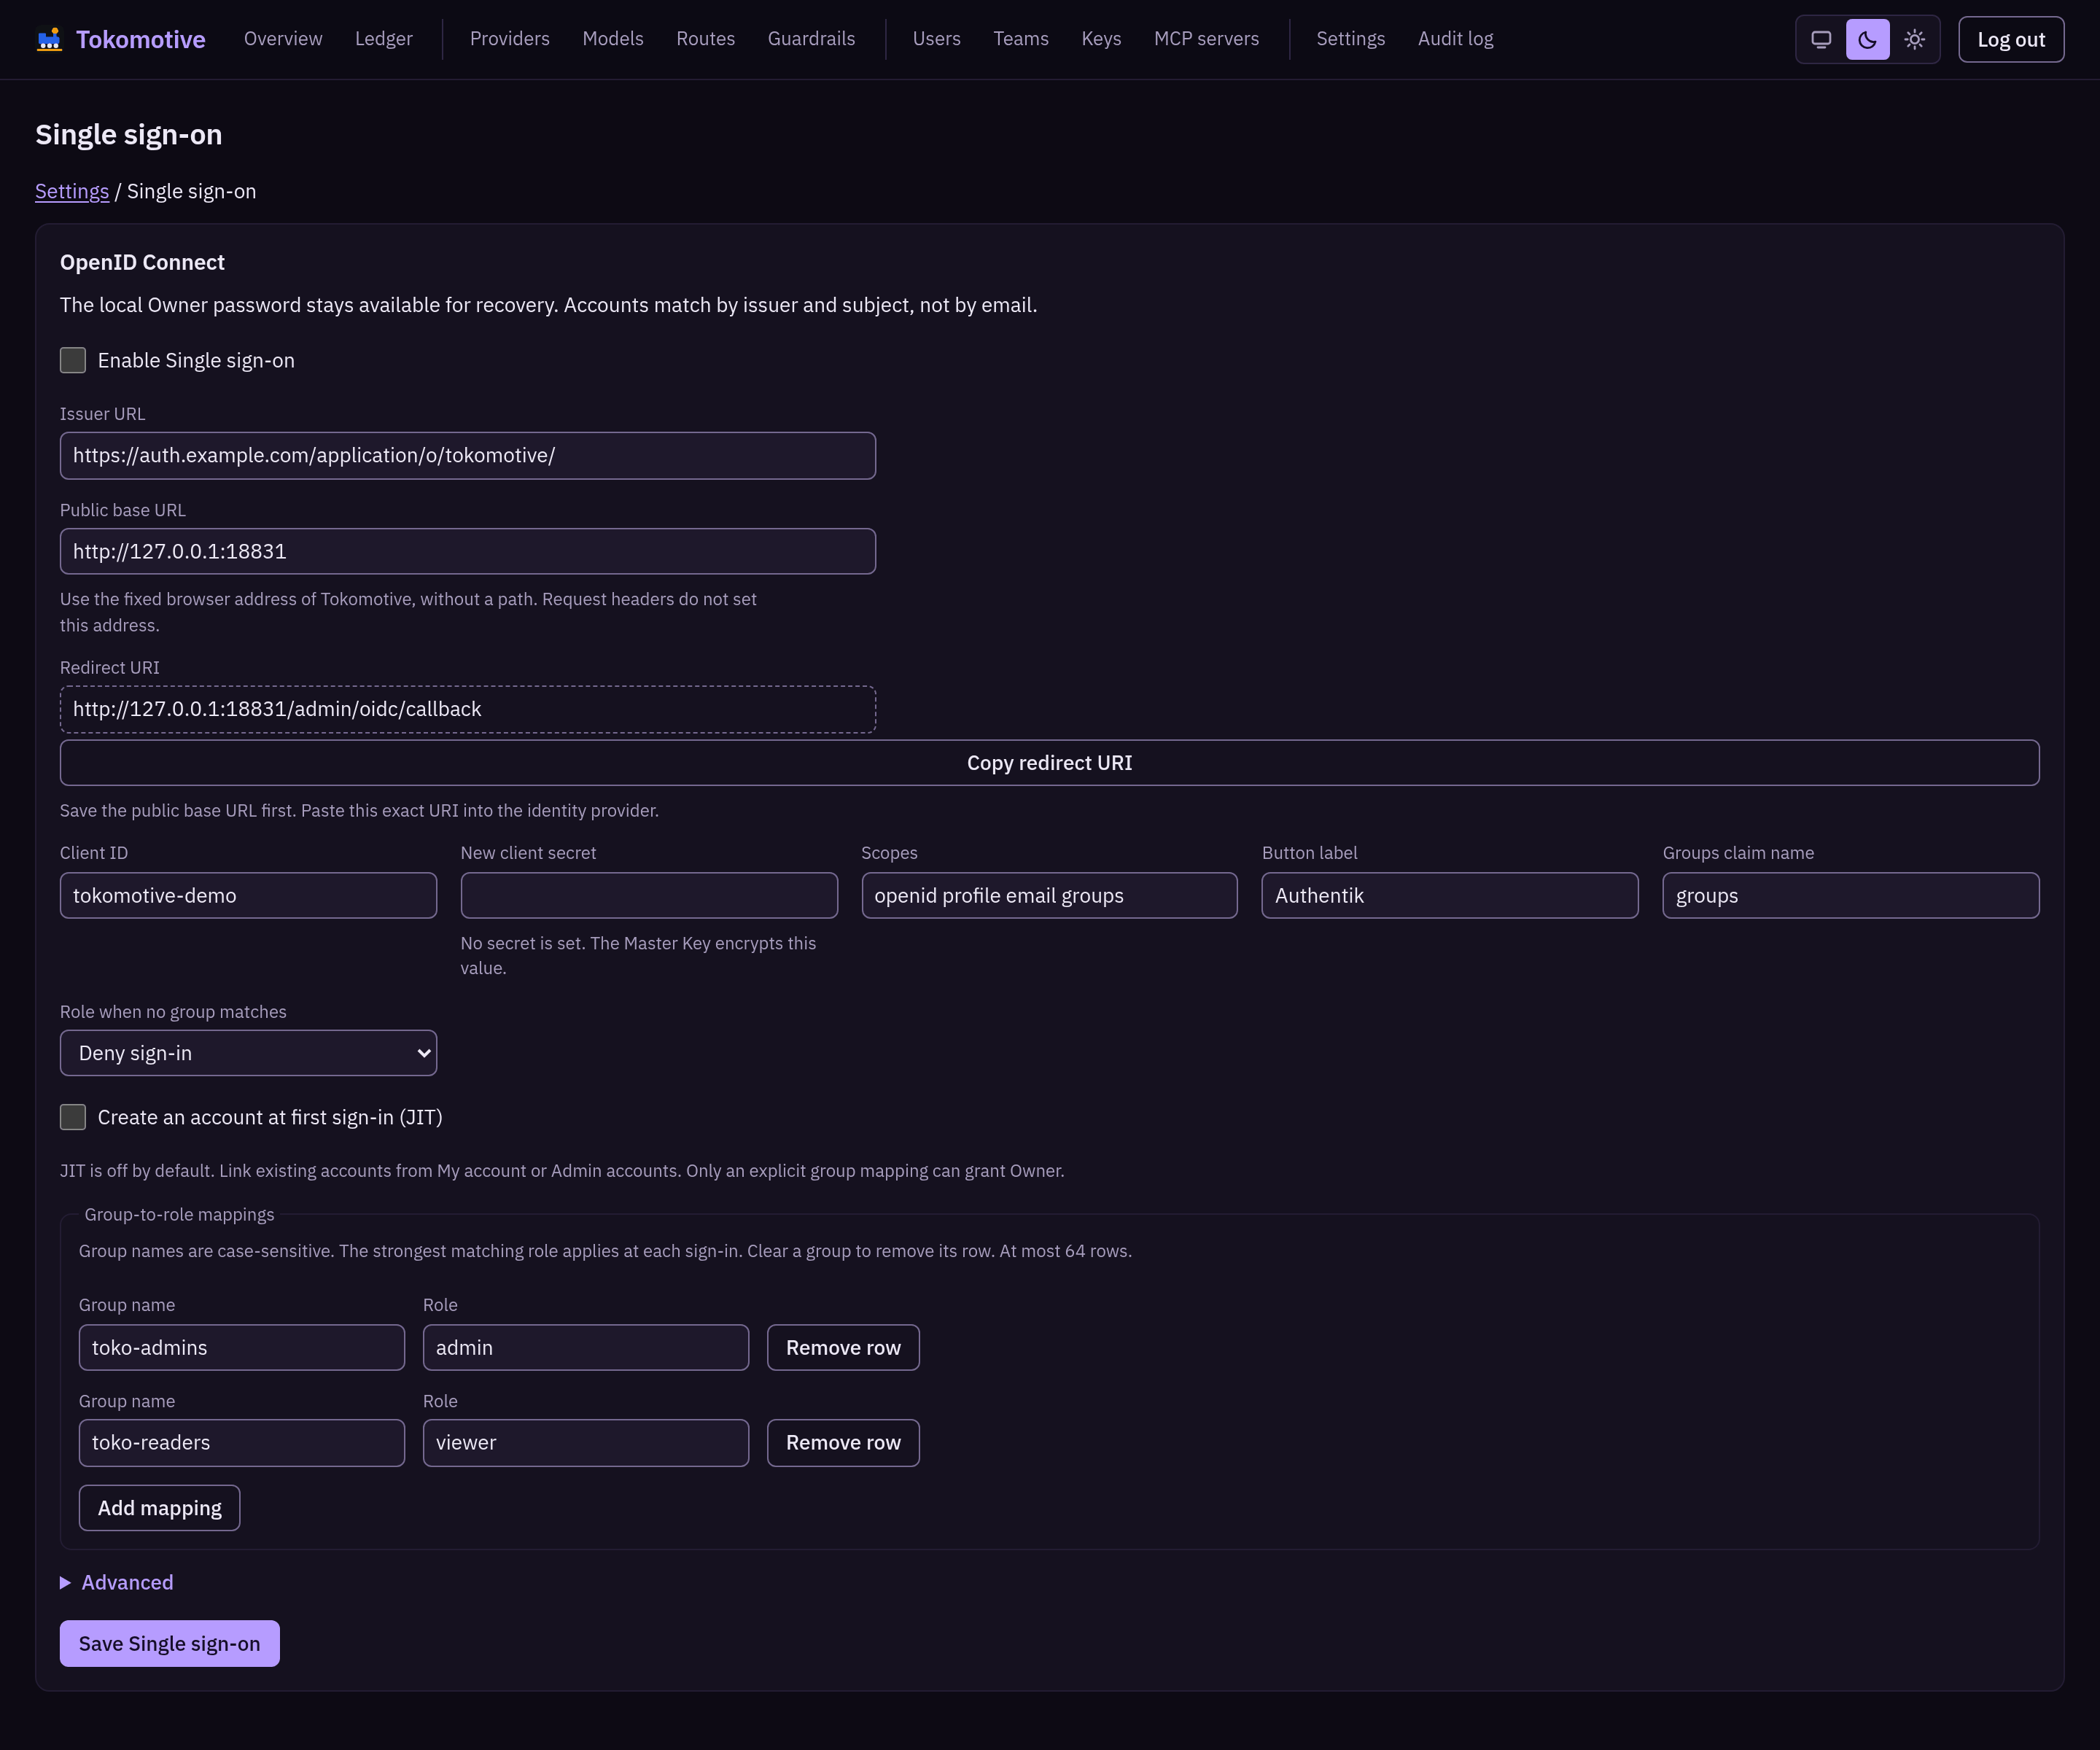 Tokomotive Overview Ledger Providers Models Routes Guardrails Users Teams Keys MCP servers Settings Audit log Log out
Single sign-on
Settings / Single sign-on
OpenID Connect
The local Owner password stays available for recovery. Accounts match by issuer and subject, not by email.
Enable Single sign-on
Issuer URL
https://auth.example.com/application/o/tokomotive/
Public base URL
http://127.0.0.1:18831
Use the fixed browser address of Tokomotive, without a path. Request headers do not set
this address.
Redirect URI
http://127.0.0.1:18831/admin/oidc/callback
Copy redirect URI
Save the public base URL first. Paste this exact URI into the identity provider.
Client ID New client secret Scopes Button label Groups claim name
tokomotive-demo openid profile email groups Authentik groups
No secret is set. The Master Key encrypts this
value.
Role when no group matches
Deny sign-in
Create an account at first sign-in (JIT)
JIT is off by default. Link existing accounts from My account or Admin accounts. Only an explicit group mapping can grant Owner.
Group-to-role mappings
Group names are case-sensitive. The strongest matching role applies at each sign-in. Clear a group to remove its row. At most 64 rows.
Group name Role
toko-admins admin Remove row
Group name Role
toko-readers viewer Remove row
Add mapping
Advanced
Save Single sign-on